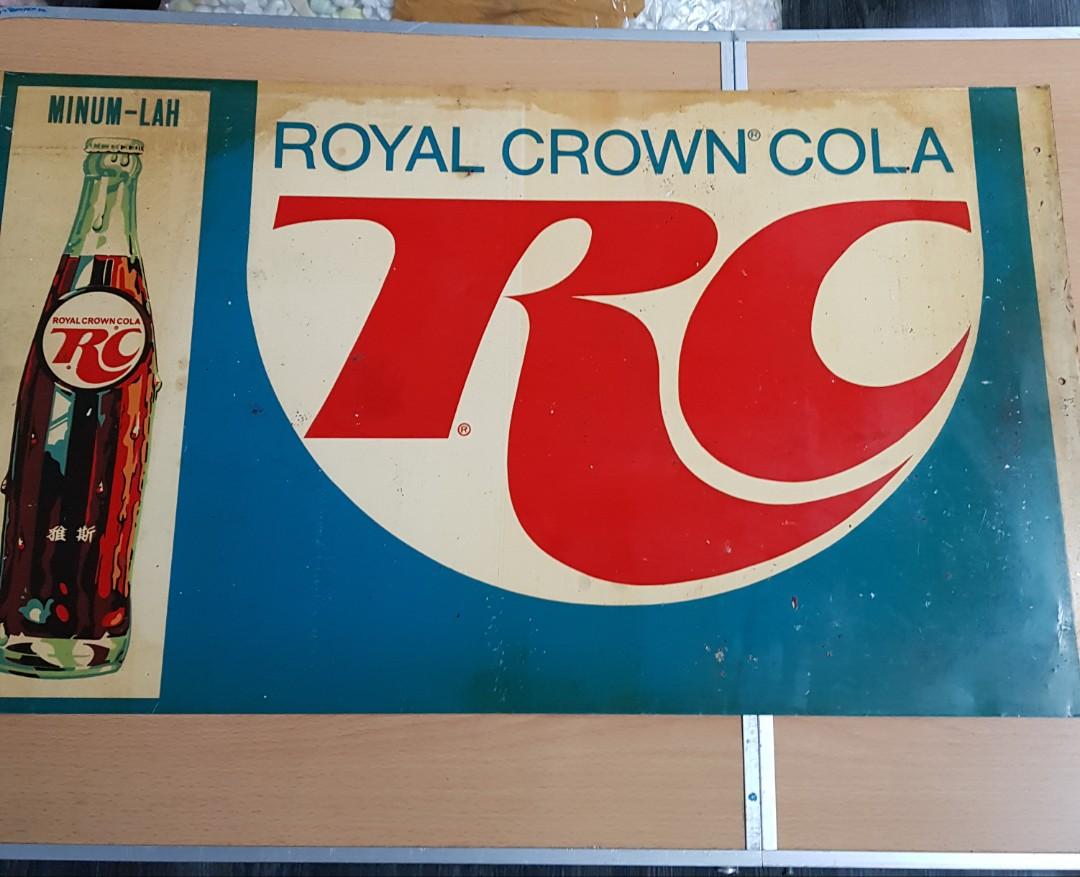 MINUM-LAH
ROYAL CROWN® COLA
RC®
ROYAL CROWN COLA
RC
雅斯